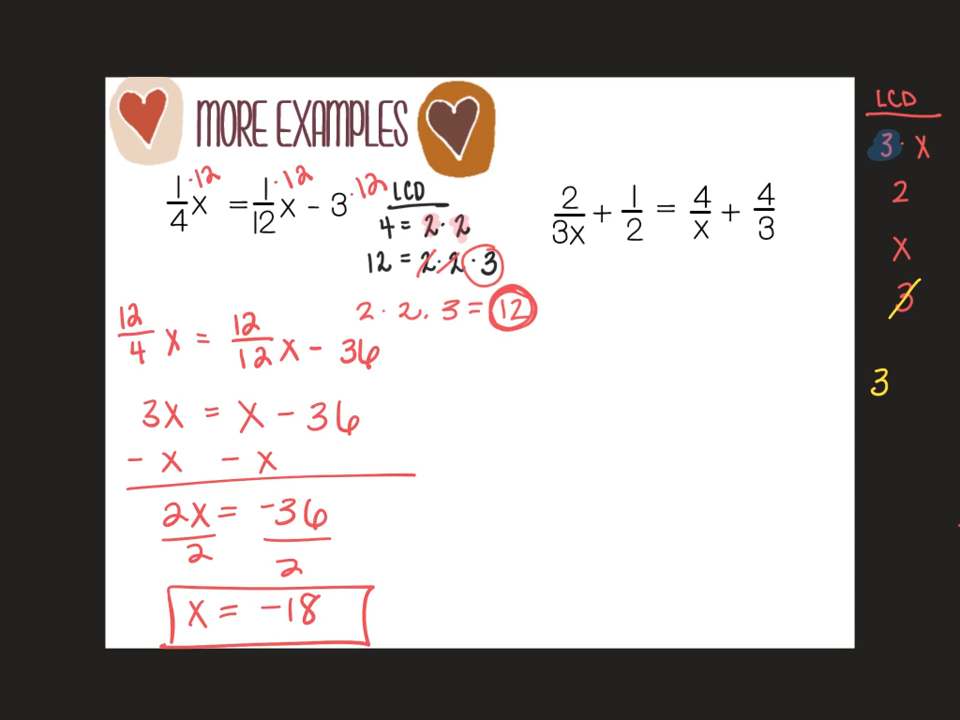 MORE EXAMPLES
1/4 ·12 x = 1/12 ·12 x - 3 ·12
LCD
4 = 2 · 2
12 = 2 · 2 · 3
2 · 2 · 3 = 12
12/4 x = 12/12 x - 36
3x = x - 36
- x - x
2x/2 = -36/2
x = -18
2/3x + 1/2 = 4/x + 4/3
LCD
3 · x
2
x
3
3